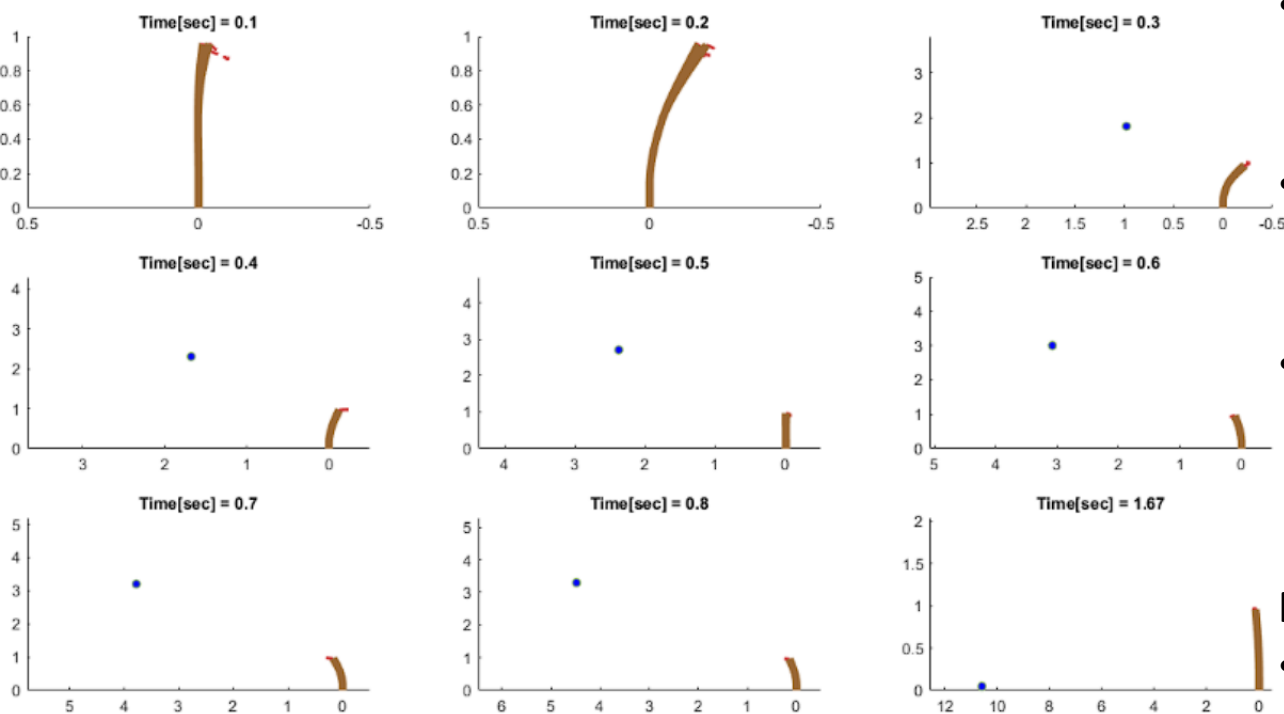 Time[sec] = 0.1
1
0.8
0.6
0.4
0.2
0
0.5 0 -0.5
Time[sec] = 0.2
1
0.8
0.6
0.4
0.2
0
0.5 0 -0.5
Time[sec] = 0.3
3
2
1
0
2.5 2 1.5 1 0.5 0 -0.5
Time[sec] = 0.4
4
3
2
1
0
3 2 1 0
Time[sec] = 0.5
4
3
2
1
0
4 3 2 1 0
Time[sec] = 0.6
5
4
3
2
1
0
5 4 3 2 1 0
Time[sec] = 0.7
5
4
3
2
1
0
5 4 3 2 1 0
Time[sec] = 0.8
5
4
3
2
1
0
6 5 4 3 2 1 0
Time[sec] = 1.67
2
1.5
1
0.5
0
12 10 8 6 4 2 0